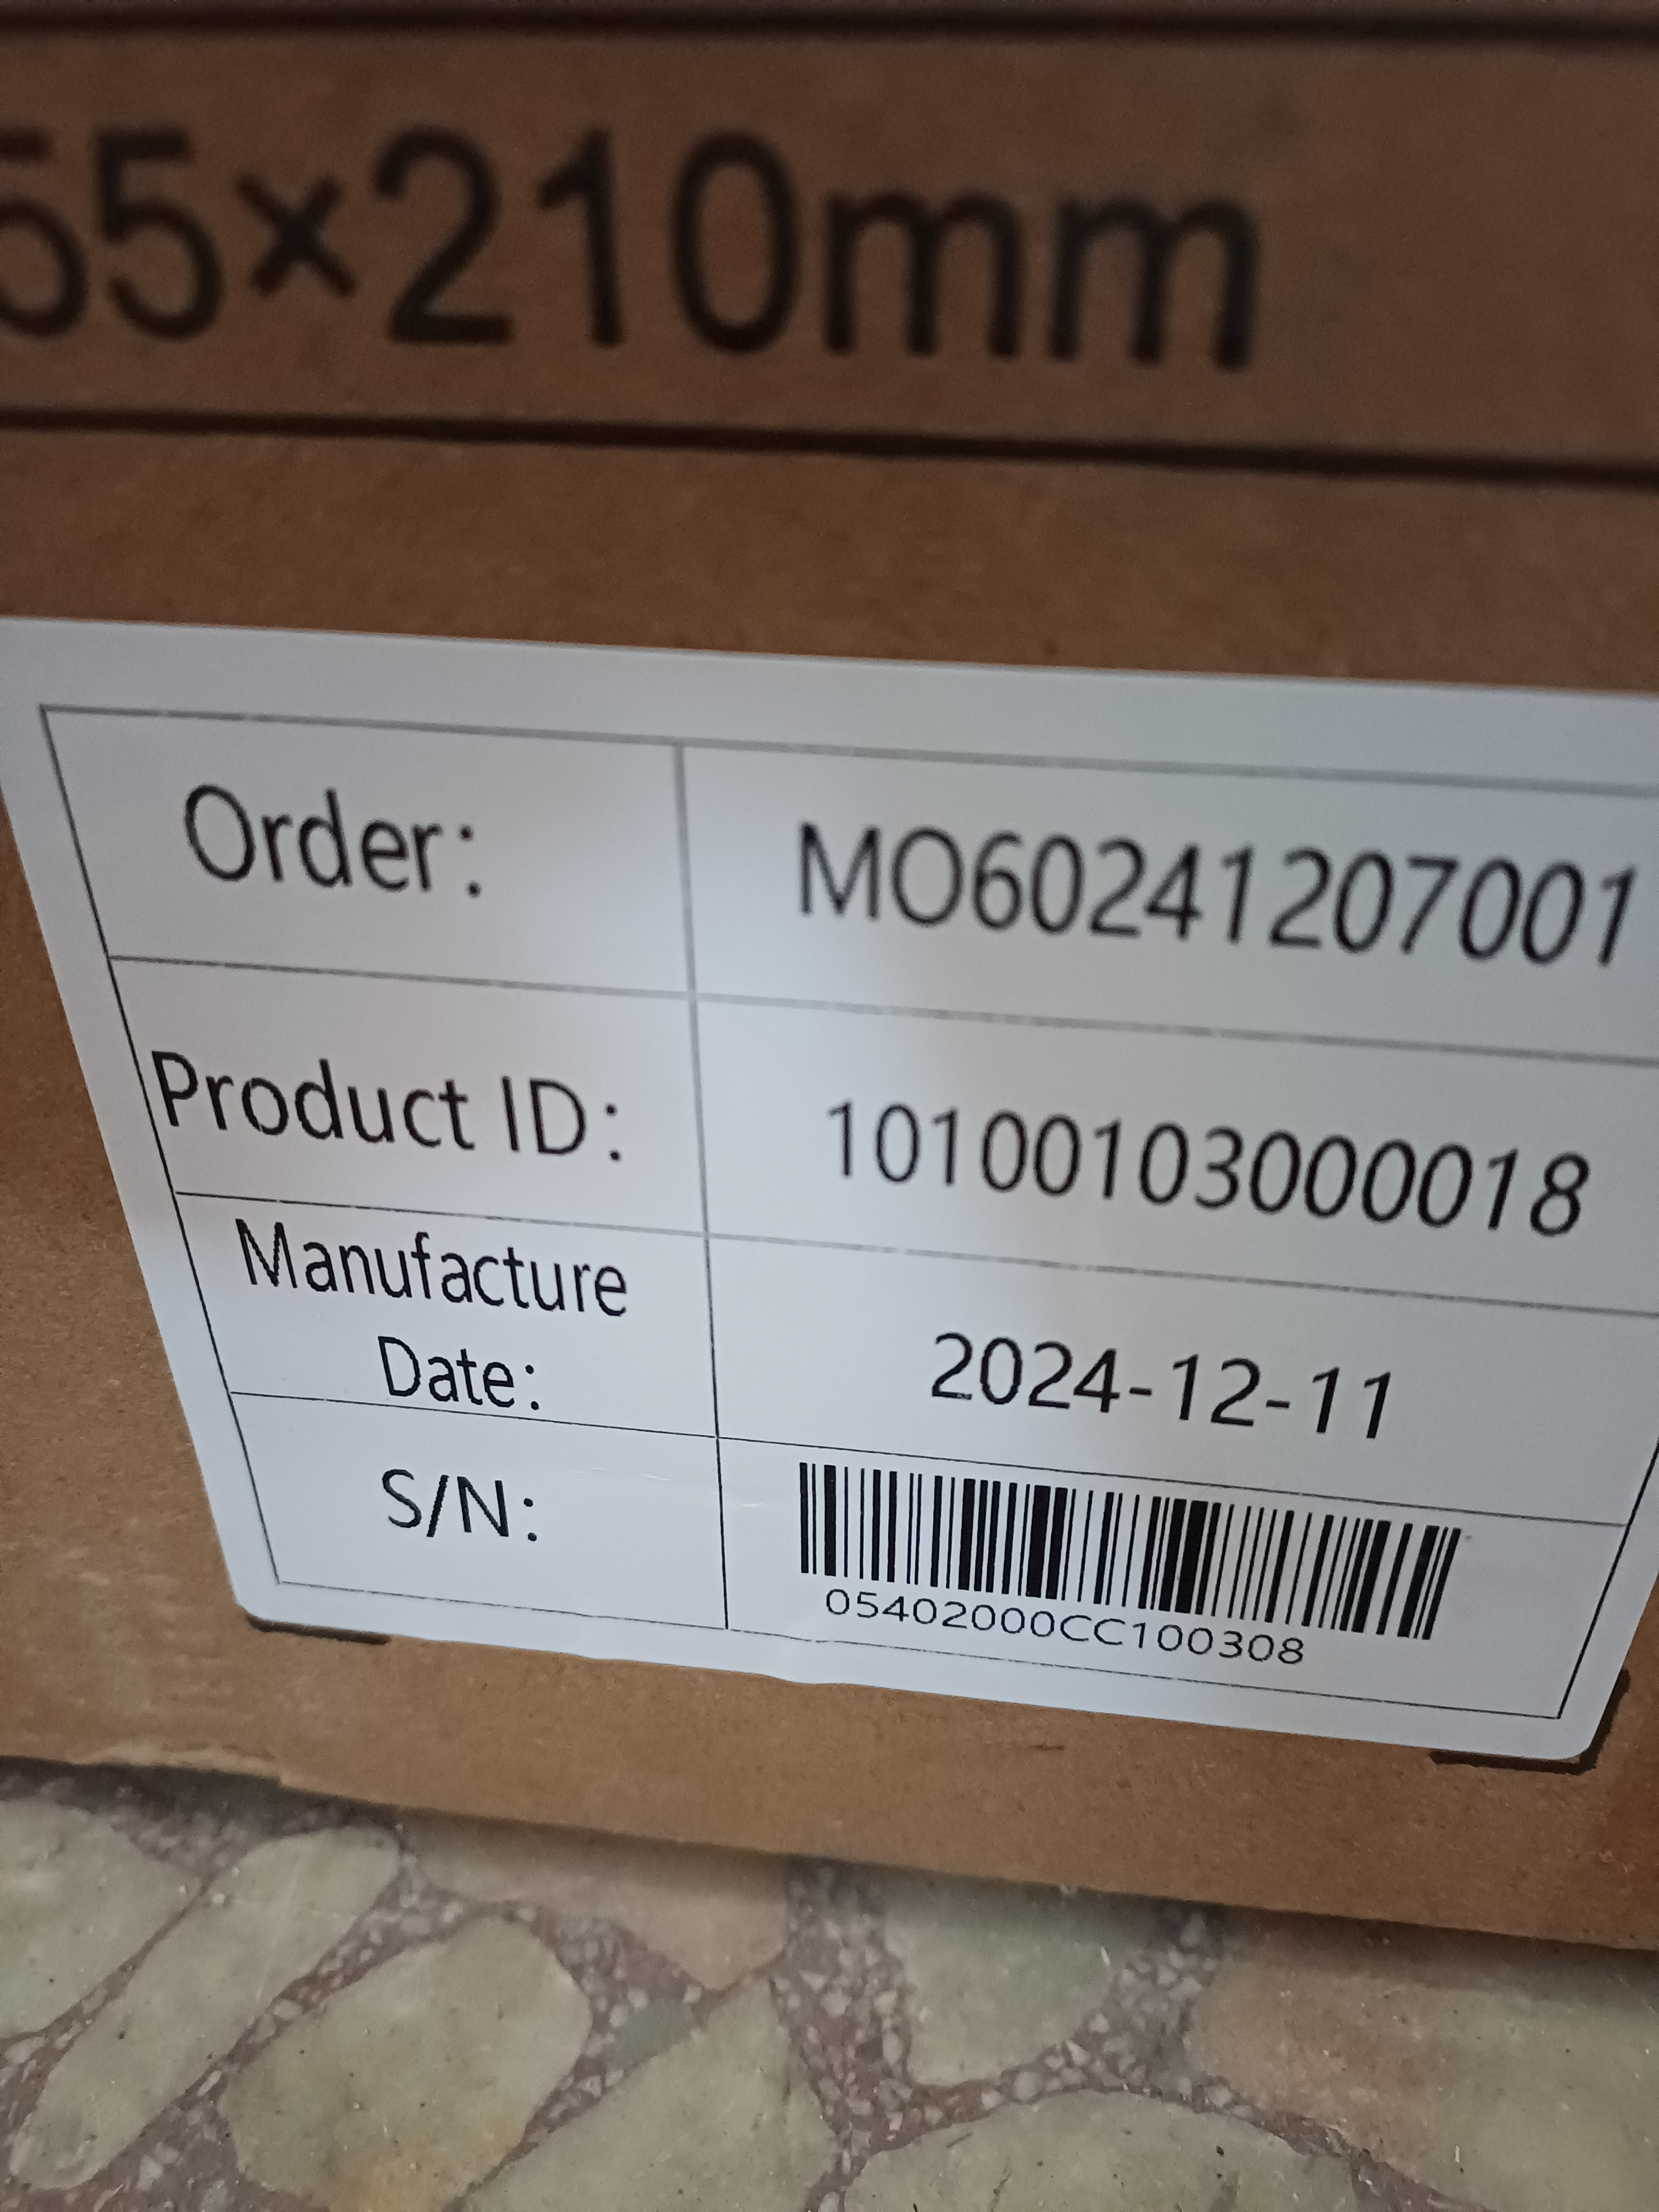 55×210mm
Order: MO60241207001
Product ID: 10100103000018
Manufacture
Date: 2024-12-11
S/N:
05402000CC100308